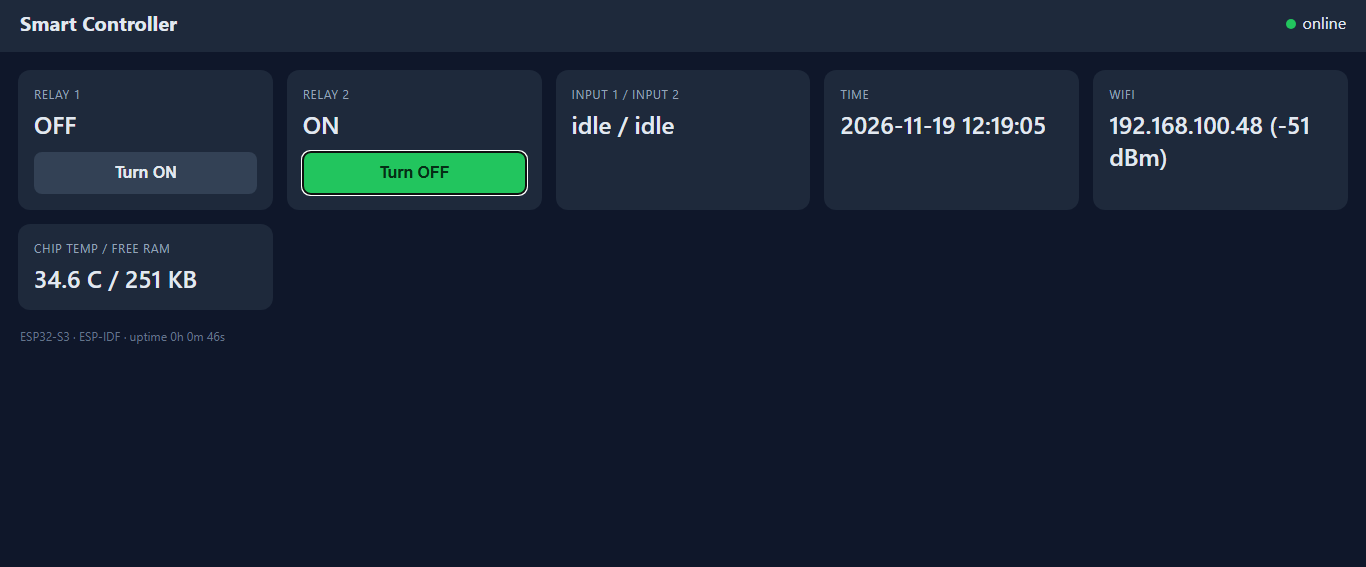 Smart Controller
online
RELAY 1
OFF
Turn ON
RELAY 2
ON
Turn OFF
INPUT 1 / INPUT 2
idle / idle
TIME
2026-11-19 12:19:05
WIFI
192.168.100.48 (-51
dBm)
CHIP TEMP / FREE RAM
34.6 C / 251 KB
ESP32-S3 · ESP-IDF · uptime 0h 0m 46s